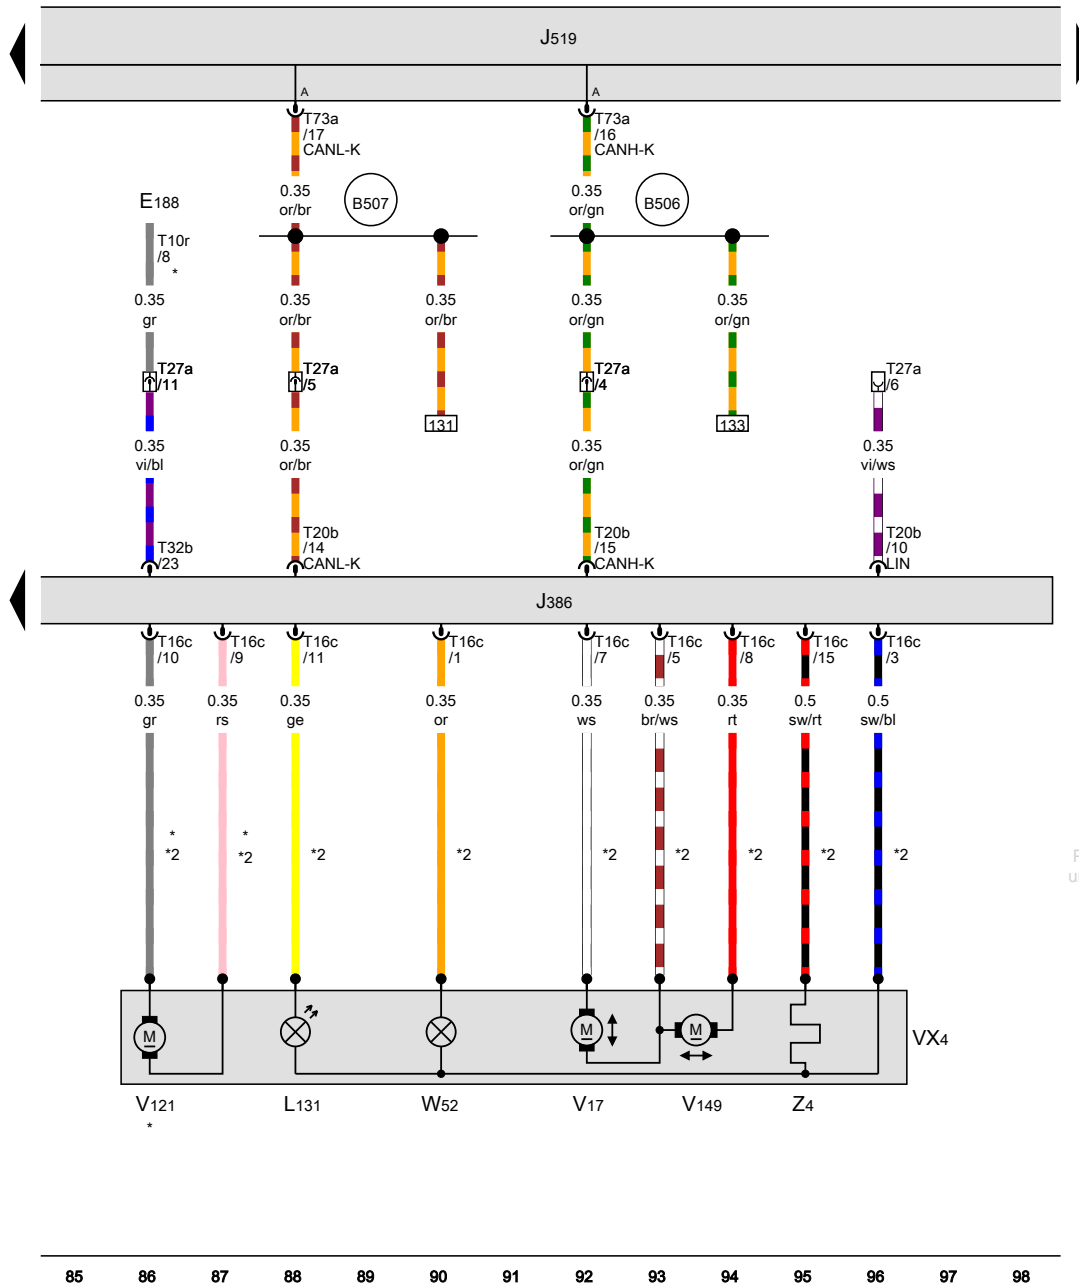 J519
A A
T73a
/17
CANL-K
T73a
/16
CANH-K
E188
0.35
or/br
B507
0.35
or/gn
B506
T10r
/8
*
0.35 0.35 0.35 0.35 0.35
gr or/br or/br or/gn or/gn
T27a T27a T27a T27a
/11 /5 /4 /6
131 133
0.35 0.35 0.35 0.35
vi/bl or/br or/gn vi/ws
T32b
/23
T20b
/14
CANL-K
T20b
/15
CANH-K
T20b
/10
LIN
J386
T16c T16c T16c T16c T16c T16c T16c T16c T16c
/10 /9 /11 /1 /7 /5 /8 /15 /3
0.35 0.35 0.35 0.35 0.35 0.35 0.35 0.5 0.5
gr rs ge or ws br/ws rt sw/rt sw/bl
* *
*2 *2 *2 *2 *2 *2 *2 *2 *2
M M M
VX4
V121 L131 W52 V17 V149 Z4
*
85 86 87 88 89 90 91 92 93 94 95 96 97 98